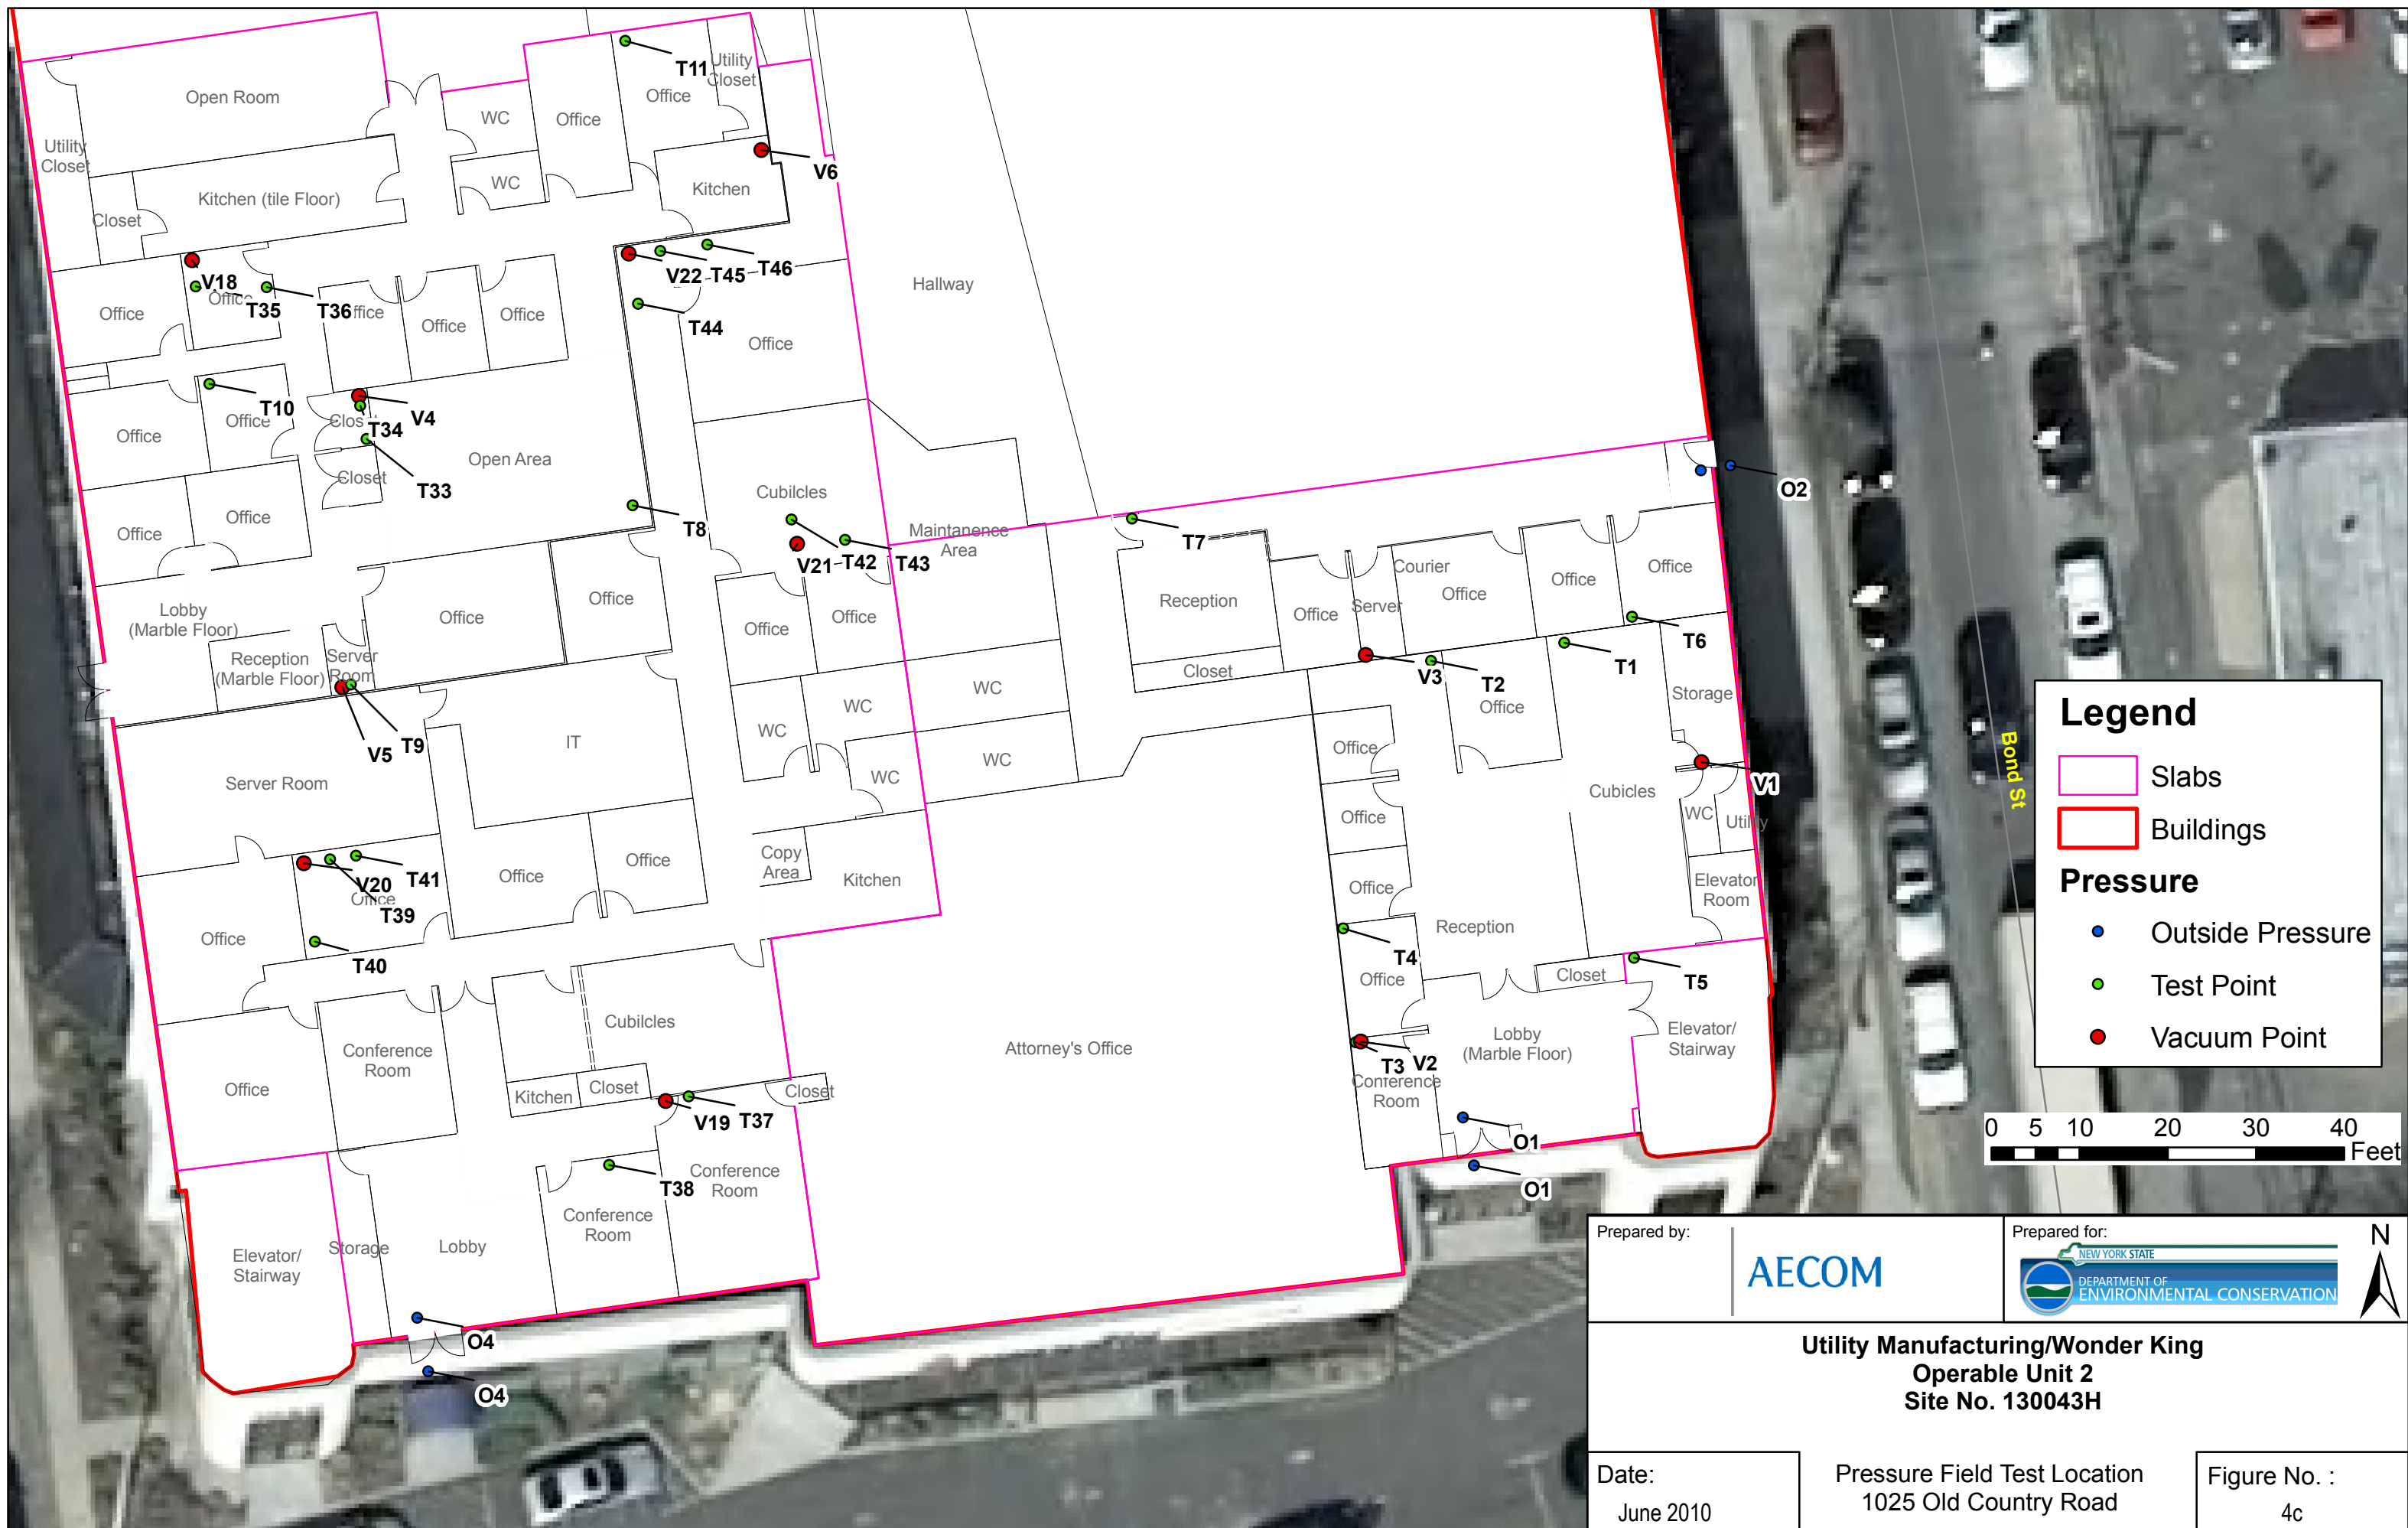 T11
Utility
Closet
Open Room
Office
WC
Office
Utility
Closet
V6
WC
Kitchen
Kitchen (tile Floor)
Closet
V22
T45
T46
V18
Office
T35
T36
Office
Hallway
Office
Office
Office
T44
Office
T10
Office
Closet
T34
V4
Office
Open Area
Closet
T33
Cubilcles
O2
Office
Office
T8
Maintanence
Area
T7
V21
T42
T43
Courier
Office
Office
Lobby
(Marble Floor)
Office
Office
Office
Office
Reception
Office
Server
Office
Office
T6
Reception
(Marble Floor)
Server
Room
T1
Closet
V3
T2
WC
WC
Office
Storage
V5
T9
IT
WC
Office
Server Room
WC
WC
Cubicles
V1
Office
WC
Utility
Copy
Area
Office
Office
Kitchen
V20
T41
Office
T39
Office
Elevator
Room
Office
Reception
T4
T40
Office
Closet
T5
Cubilcles
Attorney's Office
Lobby
(Marble Floor)
Elevator/
Stairway
Conference
Room
Office
Kitchen
Closet
Closet
T3
V2
Conference
Room
V19
T37
O1
T38
Conference
Room
O1
Conference
Room
Elevator/
Stairway
Storage
Lobby
O4
O4
Bond St
Legend
Slabs
Buildings
Pressure
Outside Pressure
Test Point
Vacuum Point
0 5 10 20 30 40
Feet
Prepared by:
AECOM
Prepared for:
NEW YORK STATE
DEPARTMENT OF
ENVIRONMENTAL CONSERVATION
N
Utility Manufacturing/Wonder King
Operable Unit 2
Site No. 130043H
Date:
June 2010
Pressure Field Test Location
1025 Old Country Road
Figure No. :
4c